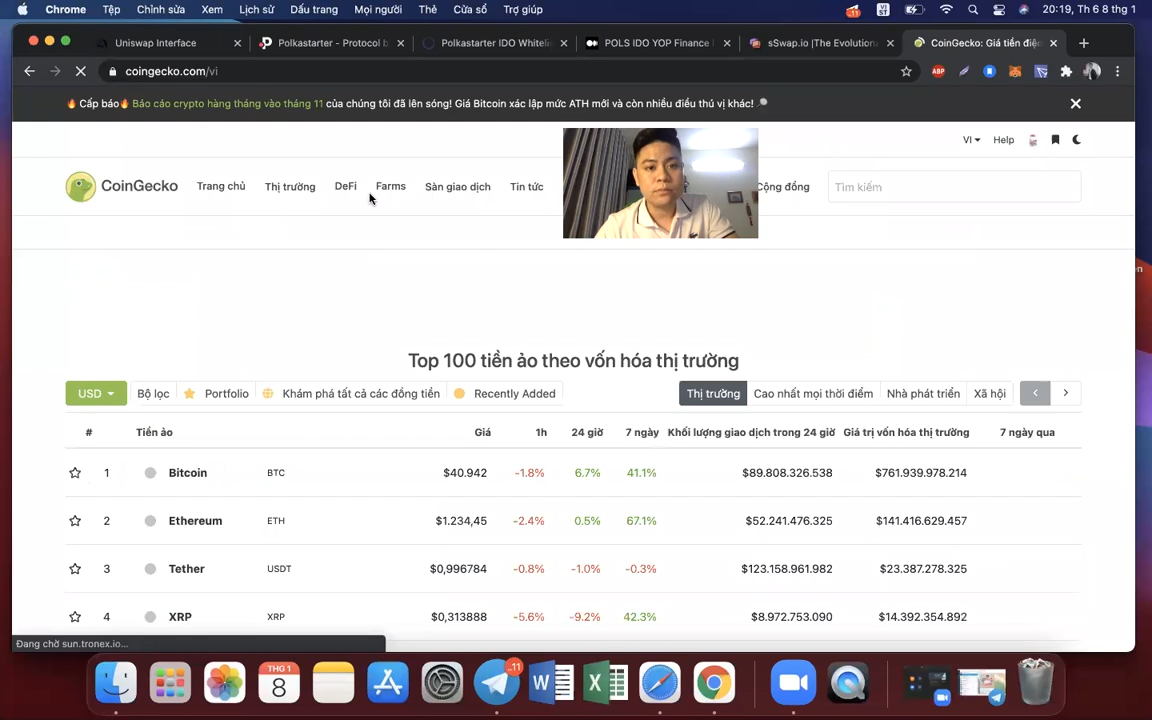 Chrome Tệp Chỉnh sửa Xem Lịch sử Dấu trang Mọi người Thẻ Cửa sổ Trợ giúp 11 VI 20:19, Th 6 8 thg 1
Uniswap Interface Polkastarter - Protocol b Polkastarter IDO Whiteli POLS IDO YOP Finance sSwap.io |The Evolution CoinGecko: Giá tiền điệ
coingecko.com/vi ABP
🔥 Cấp báo🔥 Báo cáo crypto hàng tháng vào tháng 11 của chúng tôi đã lên sóng! Giá Bitcoin xác lập mức ATH mới và còn nhiều điều thú vị khác! 🔎
VI Help
CoinGecko Trang chủ Thị trường DeFi Farms Sàn giao dịch Tin tức Cộng đồng Tìm kiếm
Top 100 tiền ảo theo vốn hóa thị trường
USD Bộ lọc Portfolio Khám phá tất cả các đồng tiền Recently Added Thị trường Cao nhất mọi thời điểm Nhà phát triển Xã hội
# Tiền ảo Giá 1h 24 giờ 7 ngày Khối lượng giao dịch trong 24 giờ Giá trị vốn hóa thị trường 7 ngày qua
1 Bitcoin BTC $40.942 -1.8% 6.7% 41.1% $89.808.326.538 $761.939.978.214
2 Ethereum ETH $1.234,45 -2.4% 0.5% 67.1% $52.241.476.325 $141.416.629.457
3 Tether USDT $0,996784 -0.8% -1.0% -0.3% $123.158.961.982 $23.387.278.325
4 XRP XRP $0,313888 -5.6% -9.2% 42.3% $8.972.753.090 $14.392.354.892
Đang chờ sun.tronex.io...
THG 1
8
11
W X